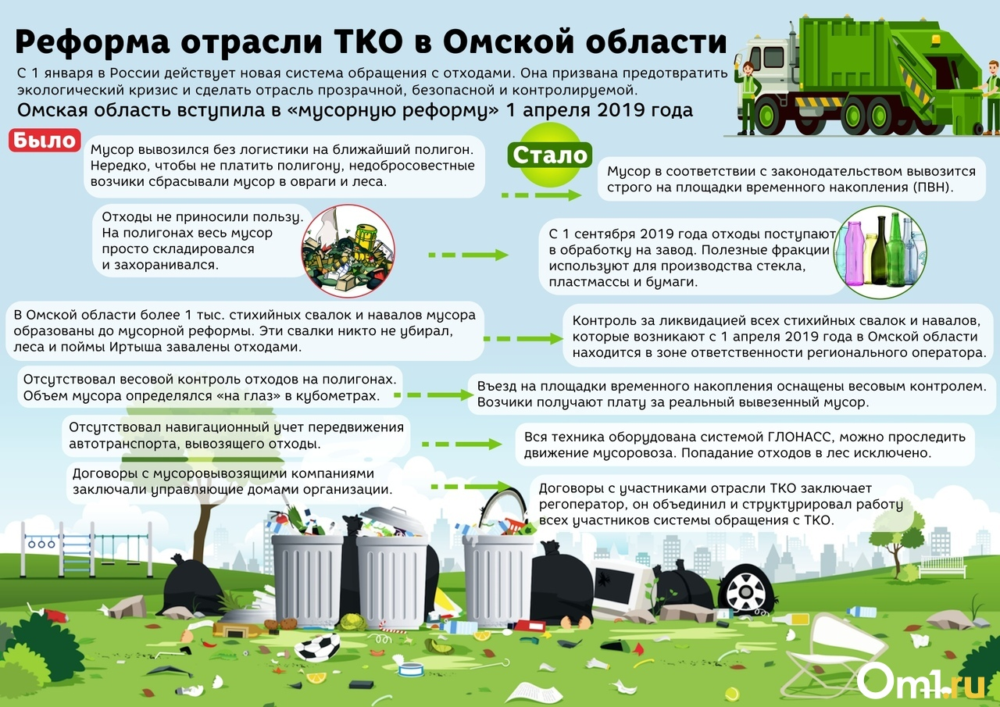 Реформа отрасли ТКО в Омской области
С 1 января в России действует новая система обращения с отходами. Она призвана предотвратить
экологический кризис и сделать отрасль прозрачной, безопасной и контролируемой.
Омская область вступила в «мусорную реформу» 1 апреля 2019 года
Было
Мусор вывозился без логистики на ближайший полигон.
Нередко, чтобы не платить полигону, недобросовестные
возчики сбрасывали мусор в овраги и леса.
Стало
Мусор в соответствии с законодательством вывозится
строго на площадки временного накопления (ПВН).
Отходы не приносили пользу.
На полигонах весь мусор
просто складировался
и захоранивался.
С 1 сентября 2019 года отходы поступают
в обработку на завод. Полезные фракции
используют для производства стекла,
пластмассы и бумаги.
В Омской области более 1 тыс. стихийных свалок и навалов мусора
образованы до мусорной реформы. Эти свалки никто не убирал,
леса и поймы Иртыша завалены отходами.
Контроль за ликвидацией всех стихийных свалок и навалов,
которые возникают с 1 апреля 2019 года в Омской области
находится в зоне ответственности регионального оператора.
Отсутствовал весовой контроль отходов на полигонах.
Объем мусора определялся «на глаз» в кубометрах.
Въезд на площадки временного накопления оснащены весовым контролем.
Возчики получают плату за реальный вывезенный мусор.
Отсутствовал навигационный учет передвижения
автотранспорта, вывозящего отходы.
Вся техника оборудована системой ГЛОНАСС, можно проследить
движение мусоровоза. Попадание отходов в лес исключено.
Договоры с мусоровывозящими компаниями
заключали управляющие домами организации.
Договоры с участниками отрасли ТКО заключает
регоператор, он объединил и структурировал работу
всех участников системы обращения с ТКО.
Om1.ru